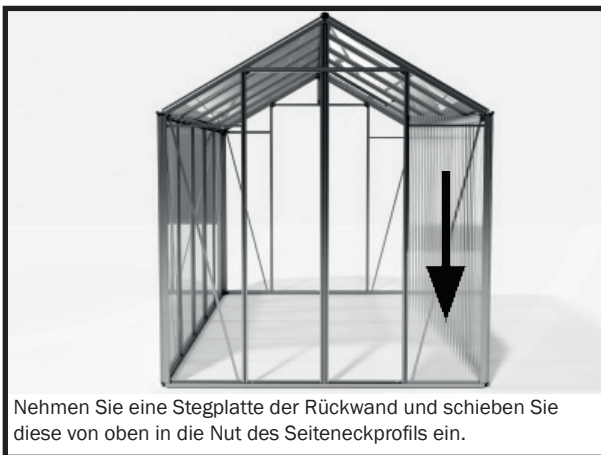 Nehmen Sie eine Stegplatte der Rückwand und schieben Sie
diese von oben in die Nut des Seiteneckprofils ein.